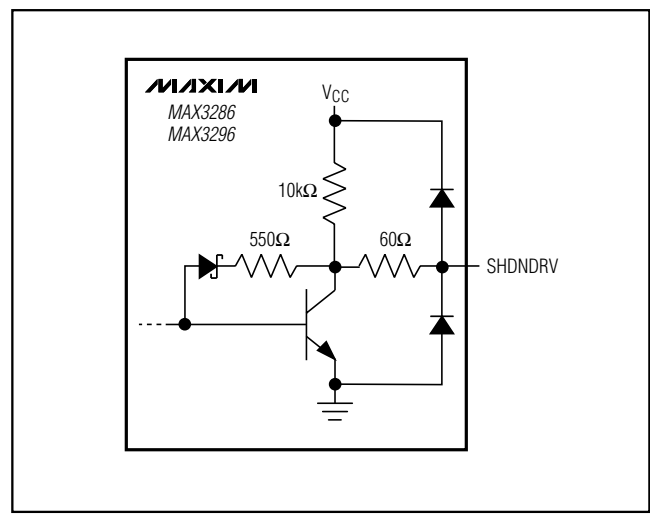 MAXIM
MAX3286
MAX3296
VCC
10kΩ
550Ω
60Ω
SHDNDRV